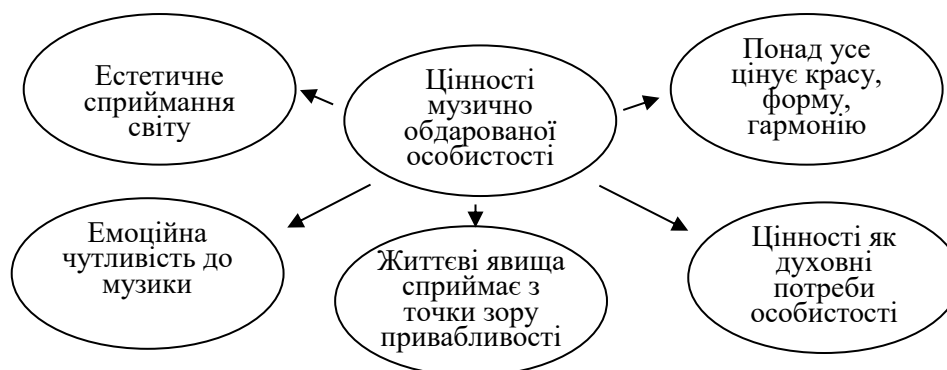 Естетичне
сприймання
світу
Цінності
музично
обдарованої
особистості
Понад усе
цінує красу,
форму,
гармонію
Емоційна
чутливість до
музики
Життєві явища
сприймає з
точки зору
привабливості
Цінності як
духовні
потреби
особистості